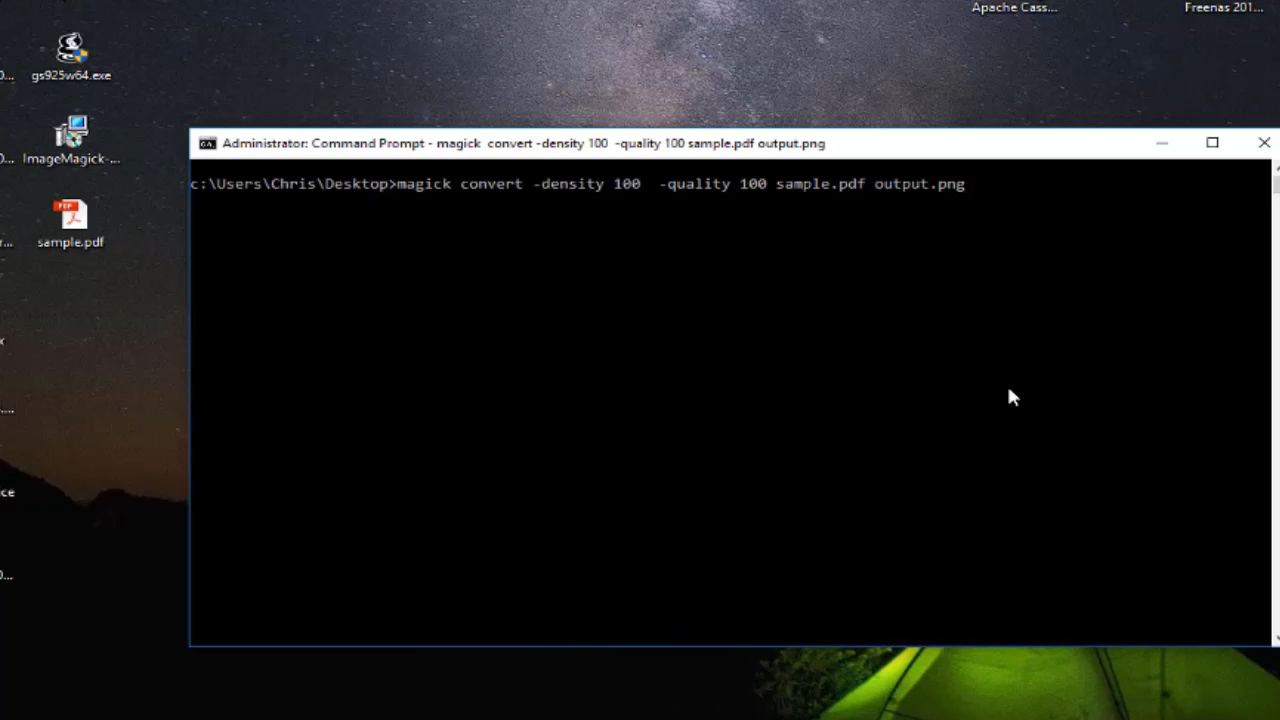 Apache Cass...
Freenas 201...
gs925w64.exe
ImageMagick-...
sample.pdf
Administrator: Command Prompt - magick  convert -density 100  -quality 100 sample.pdf output.png
c:\Users\Chris\Desktop>magick convert -density 100  -quality 100 sample.pdf output.png